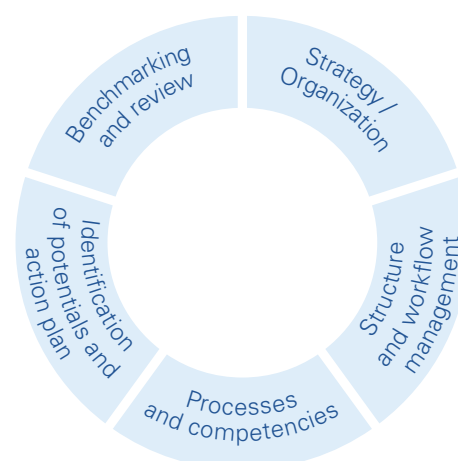 Strategy/
Organization
Structure
and workflow
management
Processes
and competencies
Identification
of potentials and
action plan
Benchmarking
and review